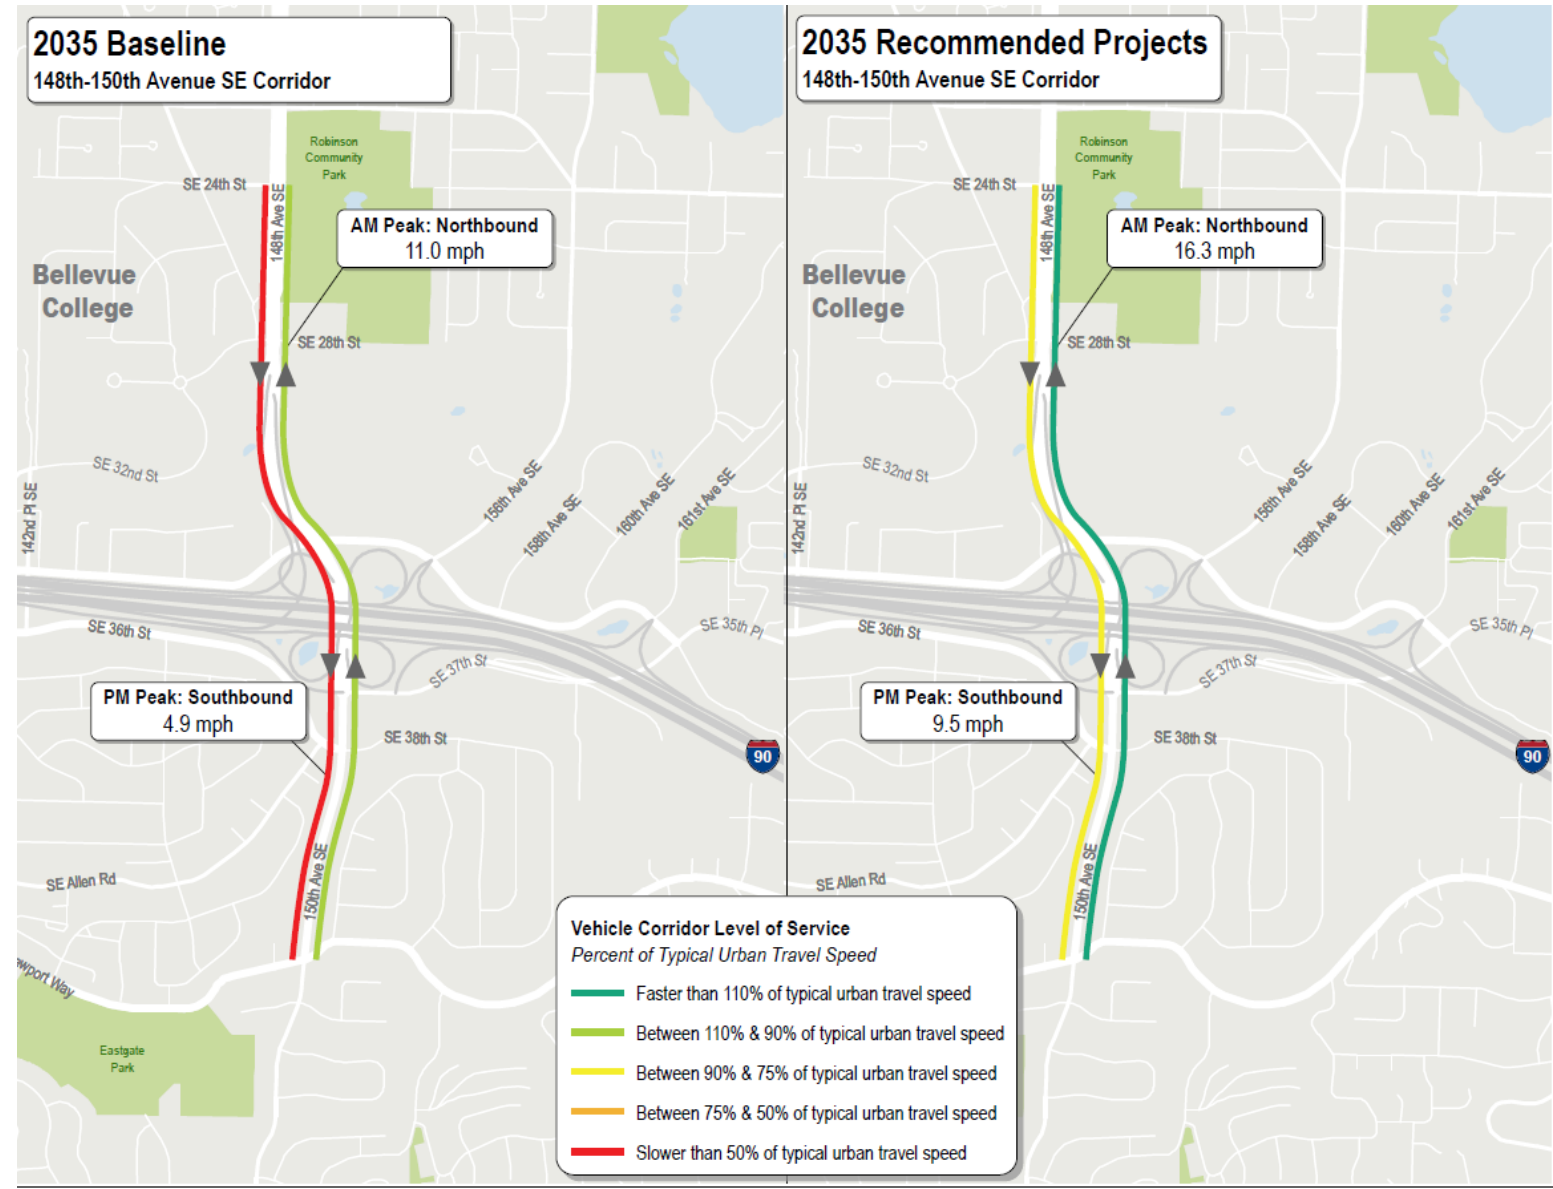 2035 Baseline
148th-150th Avenue SE Corridor
Robinson
Community
Park
SE 24th St
148th Ave SE
AM Peak: Northbound
11.0 mph
Bellevue
College
SE 28th St
SE 32nd St
142nd Pl SE
156th Ave SE
158th Ave SE
160th Ave SE
161st Ave SE
SE 36th St
SE 35th Pl
SE 37th St
PM Peak: Southbound
4.9 mph
SE 38th St
90
150th Ave SE
SE Allen Rd
wport Way
Eastgate
Park
2035 Recommended Projects
148th-150th Avenue SE Corridor
Robinson
Community
Park
SE 24th St
148th Ave SE
AM Peak: Northbound
16.3 mph
Bellevue
College
SE 28th St
SE 32nd St
142nd Pl SE
156th Ave SE
158th Ave SE
160th Ave SE
161st Ave SE
SE 36th St
SE 35th Pl
SE 37th St
PM Peak: Southbound
9.5 mph
SE 38th St
90
150th Ave SE
SE Allen Rd
Vehicle Corridor Level of Service
Percent of Typical Urban Travel Speed
Faster than 110% of typical urban travel speed
Between 110% & 90% of typical urban travel speed
Between 90% & 75% of typical urban travel speed
Between 75% & 50% of typical urban travel speed
Slower than 50% of typical urban travel speed